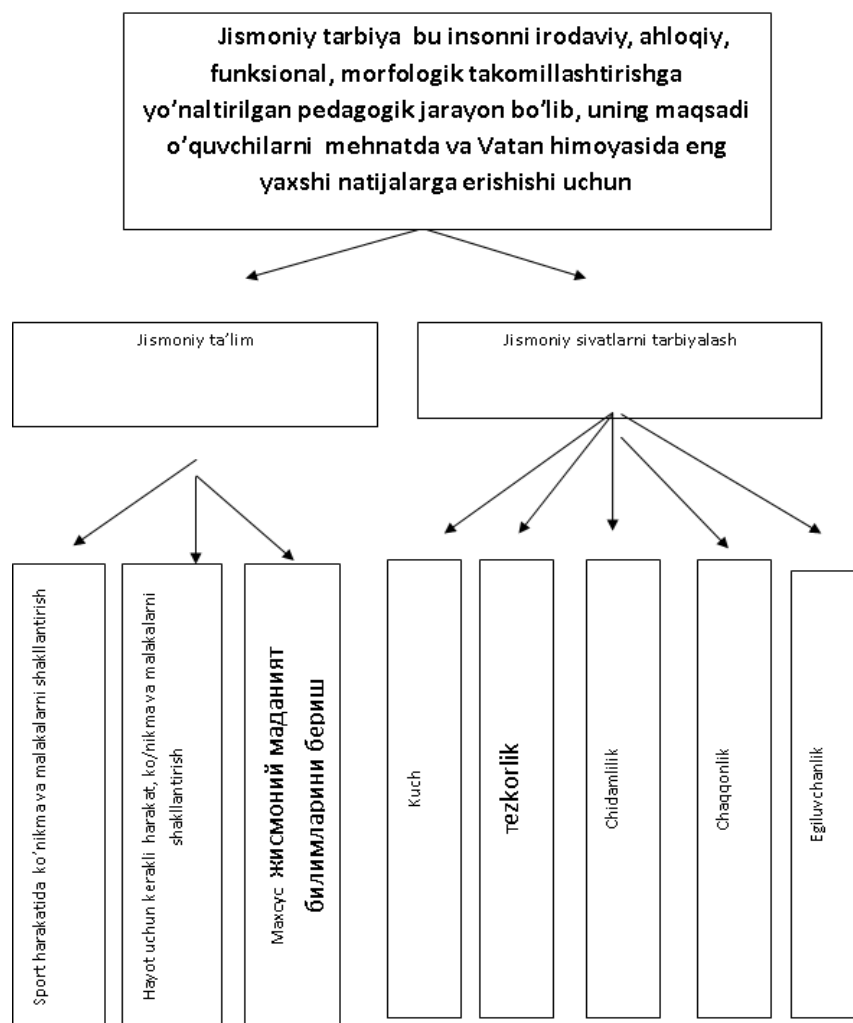 Jismoniy tarbiya bu insonni irodaviy, ahloqiy,
funksional, morfologik takomillashtirishga
yo’naltirilgan pedagogik jarayon bo’lib, uning maqsadi
o’quvchilarni mehnatda va Vatan himoyasida eng
yaxshi natijalarga erishishi uchun
Jismoniy ta’lim
Jismoniy sivatlarni tarbiyalash
Sport harakatida ko’nikma va malakalarni shakllantirish
Hayot uchun kerakli harakat, ko/nikma va malakalarni
shakllantirish
Махсус жисмоний маданият
билимларини бериш
Kuch
Tezkorlik
Chidamlilik
Chaqqonlik
Egiluvchanlik